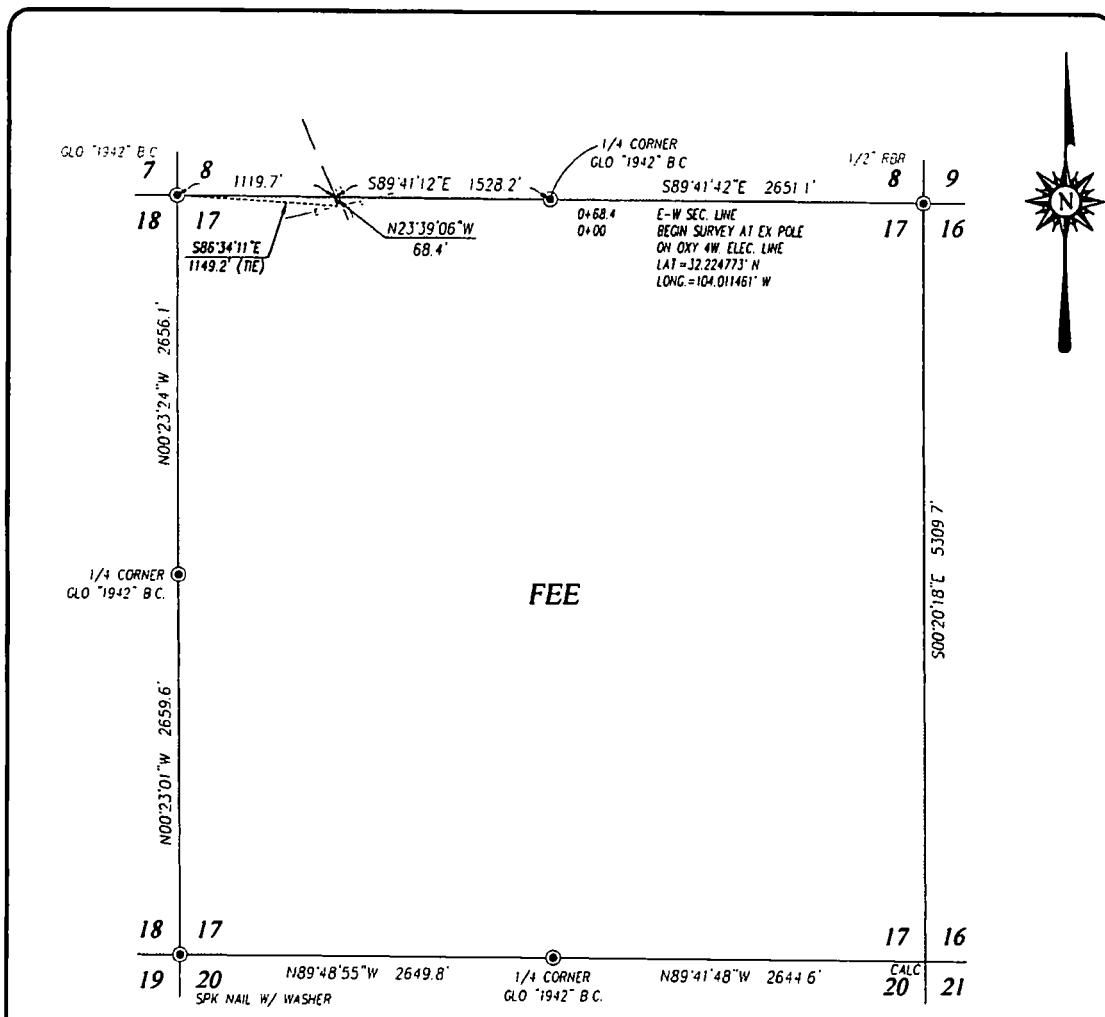 GLO "1942" B C
7 8
1119.7'
S89°41'12"E 1528.2'
1/4 CORNER
GLO "1942" B C
S89°41'42"E 2651 1'
1/2" RBR
8 9
18 17
S86°34'11"E
1149.2' (TIE)
N23°39'06"W
68.4'
0+68.4 E-W SEC. LINE
0+00 BEGIN SURVEY AT EX POLE
ON OXY 4W. ELEC. LINE
LAT =32.224773° N
LONG.=104.011461° W
17 16
N
N00°23'24"W 2656.1'
1/4 CORNER
GLO "1942" B C.
FEE
S00°20'18"E 5309 7'
N00°23'01"W 2659.6'
18 17
19 20
SPK NAIL W/ WASHER
N89°48'55"W 2649.8'
1/4 CORNER
GLO "1942" B C.
N89°41'48"W 2644 6'
17 16
CALC
20 21